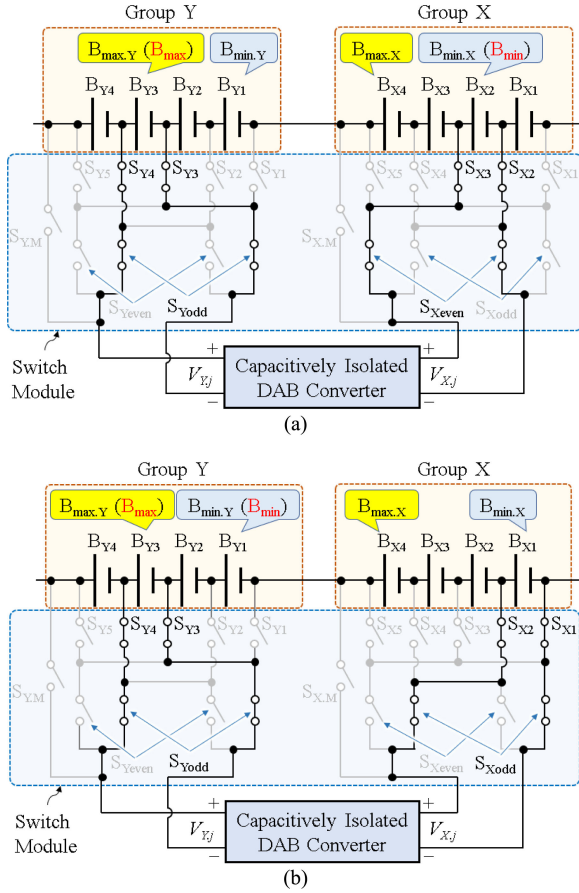 Group Y Group X
Bmax.Y (Bmax) Bmin.Y Bmax.X Bmin.X (Bmin)
BY4 BY3 BY2 BY1 BX4 BX3 BX2 BX1
SY5 SY4 SY3 SY2 SY1 SX5 SX4 SX3 SX2 SX1
SY.M SX.M
SYeven SYodd SXeven SXodd
Switch
Module
+ +
VY,j Capacitively Isolated VX,j
DAB Converter
− −
(a)
Group Y Group X
Bmax.Y (Bmax) Bmin.Y (Bmin) Bmax.X Bmin.X
BY4 BY3 BY2 BY1 BX4 BX3 BX2 BX1
SY5 SY4 SY3 SY2 SY1 SX5 SX4 SX3 SX2 SX1
SY.M SX.M
SYeven SYodd SXeven SXodd
Switch
Module
+ +
VY,j Capacitively Isolated VX,j
DAB Converter
− −
(b)